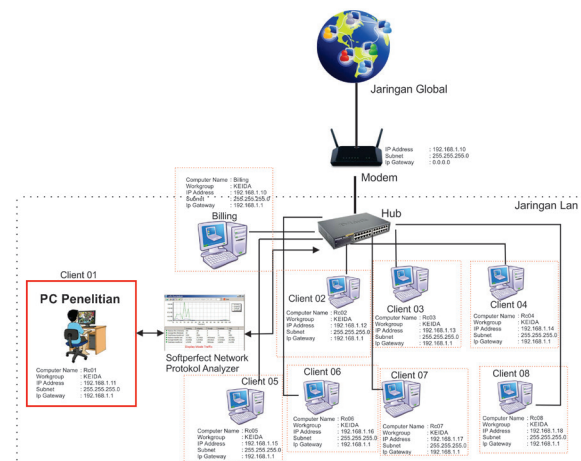 Jaringan Global
IP Address : 192.168.1.10
Subnet : 255.255.255.0
Ip Gateway : 0.0.0.0
Modem
Jaringan Lan
Computer Name : Billing
Workgroup : KEIDA
IP Address : 192.168.1.10
Subnet : 255.255.255.0
Ip Gateway : 192.168.1.1
Billing
Hub
Client 01
PC Penelitian
Computer Name : Rc01
Workgroup : KEIDA
IP Address : 192.168.1.11
Subnet : 255.255.255.0
Ip Gateway : 192.168.1.1
Softperfect Network
Protokol Analyzer
Client 02
Computer Name : Rc02
Workgroup : KEIDA
IP Address : 192.168.1.12
Subnet : 255.255.255.0
Ip Gateway : 192.168.1.1
Client 03
Computer Name : Rc03
Workgroup : KEIDA
IP Address : 192.168.1.13
Subnet : 255.255.255.0
Ip Gateway : 192.168.1.1
Client 04
Computer Name : Rc04
Workgroup : KEIDA
IP Address : 192.168.1.14
Subnet : 255.255.255.0
Ip Gateway : 192.168.1.1
Client 05
Computer Name : Rc05
Workgroup : KEIDA
IP Address : 192.168.1.15
Subnet : 255.255.255.0
Ip Gateway : 192.168.1.1
Client 06
Computer Name : Rc06
Workgroup : KEIDA
IP Address : 192.168.1.16
Subnet : 255.255.255.0
Ip Gateway : 192.168.1.1
Client 07
Computer Name : Rc07
Workgroup : KEIDA
IP Address : 192.168.1.17
Subnet : 255.255.255.0
Ip Gateway : 192.168.1.1
Client 08
Computer Name : Rc08
Workgroup : KEIDA
IP Address : 192.168.1.18
Subnet : 255.255.255.0
Ip Gateway : 192.168.1.1